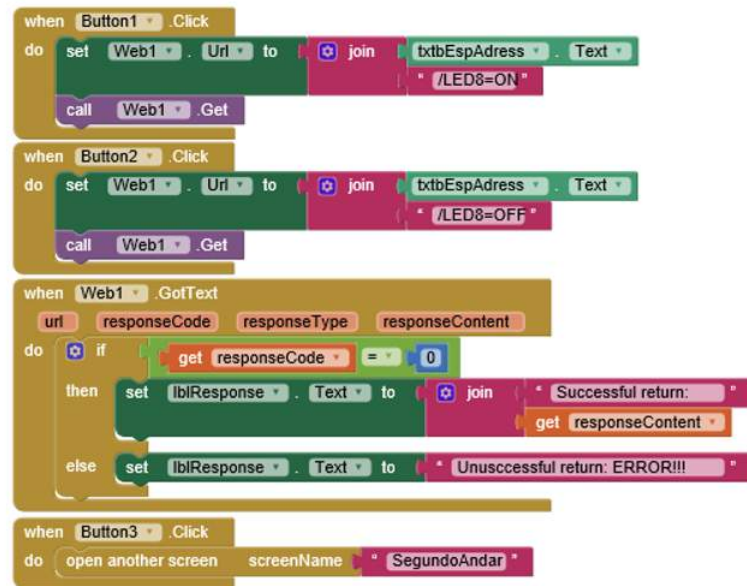 when Button1 .Click
do set Web1 . Url to join txtbEspAdress . Text
" /LED8=ON "
call Web1 .Get
when Button2 .Click
do set Web1 . Url to join txtbEspAdress . Text
" /LED8=OFF "
call Web1 .Get
when Web1 .GotText
url responseCode responseType responseContent
do if get responseCode = 0
then set lblResponse . Text to join " Successful return: "
get responseContent
else set lblResponse . Text to " Unusccessful return: ERROR!!! "
when Button3 .Click
do open another screen screenName " SegundoAndar "